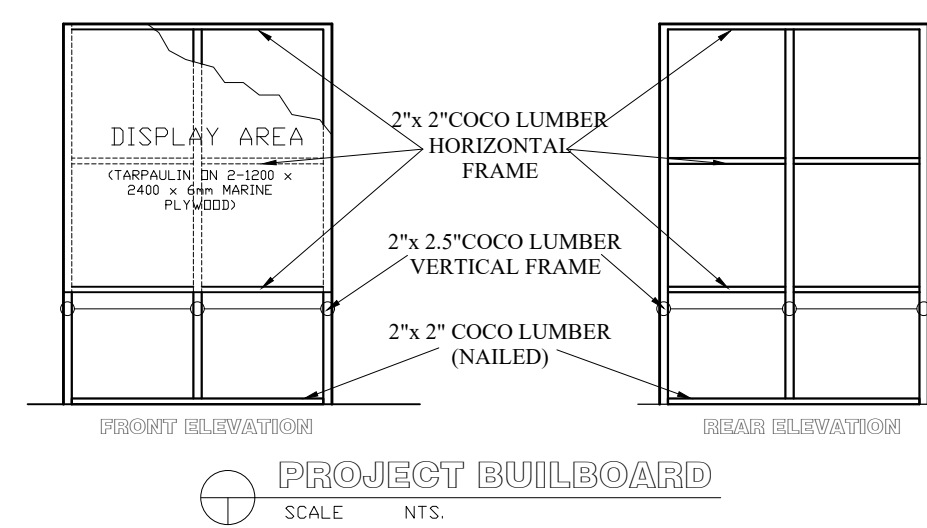 2"x 2"COCO LUMBER
HORIZONTAL
FRAME
DISPLAY AREA
(TARPAULIN ON 2-1200 x
2400 x 6mm MARINE
PLYWOOD)
2"x 2.5"COCO LUMBER
VERTICAL FRAME
2"x 2" COCO LUMBER
(NAILED)
FRONT ELEVATION
REAR ELEVATION
PROJECT BUILBOARD
SCALE NTS.